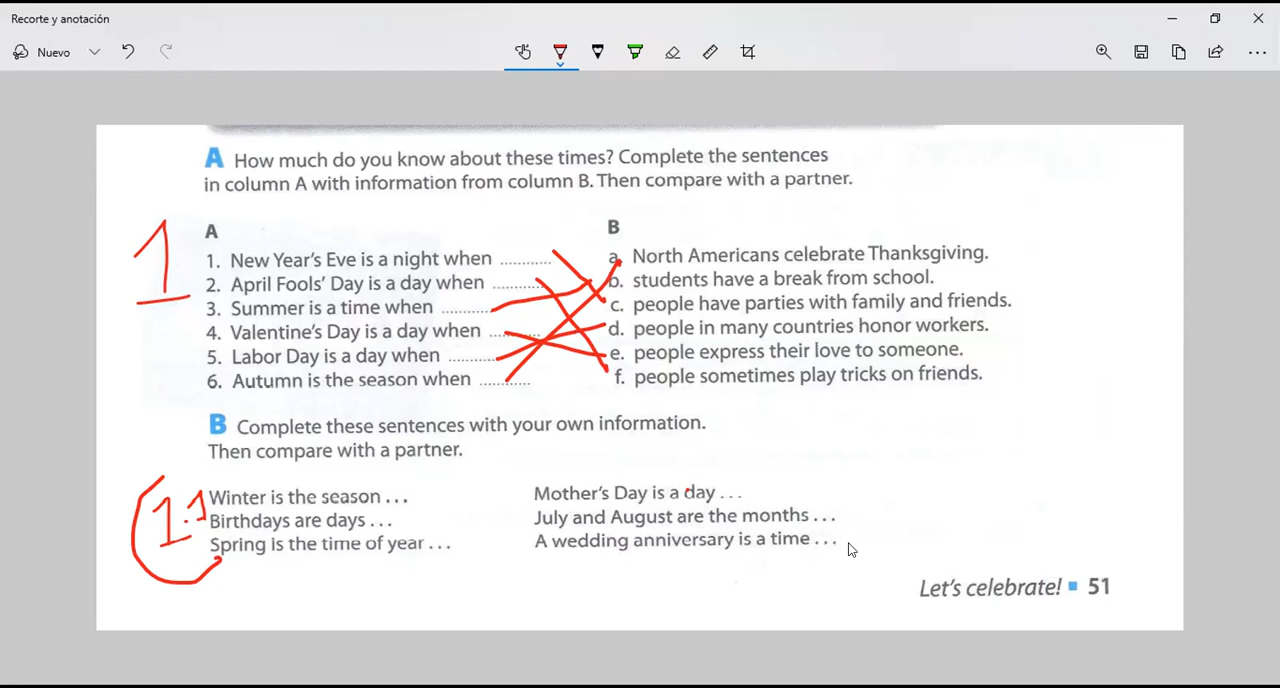 Recorte y anotación
Nuevo
A How much do you know about these times? Complete the sentences
in column A with information from column B. Then compare with a partner.
1
A
1. New Year's Eve is a night when ...........
2. April Fools' Day is a day when ...........
3. Summer is a time when ...........
4. Valentine's Day is a day when ...........
5. Labor Day is a day when ...........
6. Autumn is the season when ...........
B
a. North Americans celebrate Thanksgiving.
b. students have a break from school.
c. people have parties with family and friends.
d. people in many countries honor workers.
e. people express their love to someone.
f. people sometimes play tricks on friends.
B Complete these sentences with your own information.
Then compare with a partner.
1.1
Winter is the season ...
Birthdays are days ...
Spring is the time of year ...
Mother's Day is a day ...
July and August are the months ...
A wedding anniversary is a time ...
Let's celebrate! ▪ 51